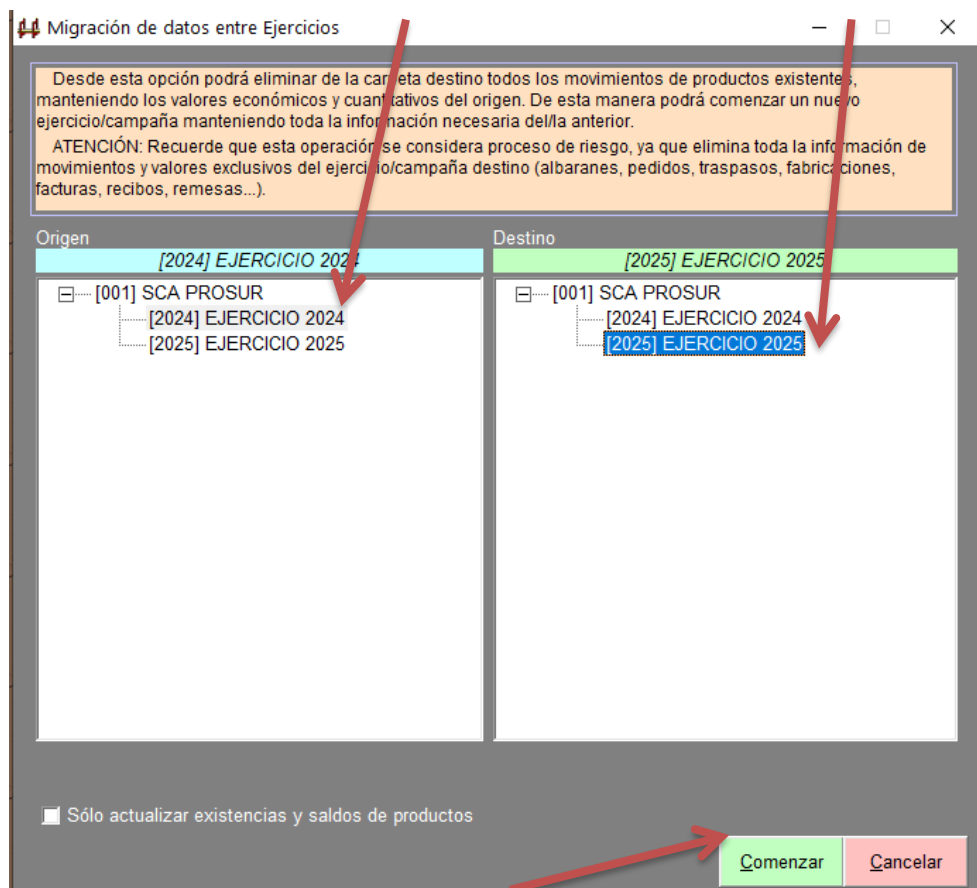 Migración de datos entre Ejercicios
Desde esta opción podrá eliminar de la carpeta destino todos los movimientos de productos existentes,
manteniendo los valores económicos y cuantitativos del origen. De esta manera podrá comenzar un nuevo
ejercicio/campaña manteniendo toda la información necesaria del/la anterior.
ATENCIÓN: Recuerde que esta operación se considera proceso de riesgo, ya que elimina toda la información de
movimientos y valores exclusivos del ejercicio/campaña destino (albaranes, pedidos, traspasos, fabricaciones,
facturas, recibos, remesas...).
Origen
[2024] EJERCICIO 2024
[001] SCA PROSUR
[2024] EJERCICIO 2024
[2025] EJERCICIO 2025
Destino
[2025] EJERCICIO 2025
[001] SCA PROSUR
[2024] EJERCICIO 2024
[2025] EJERCICIO 2025
Sólo actualizar existencias y saldos de productos
Comenzar
Cancelar